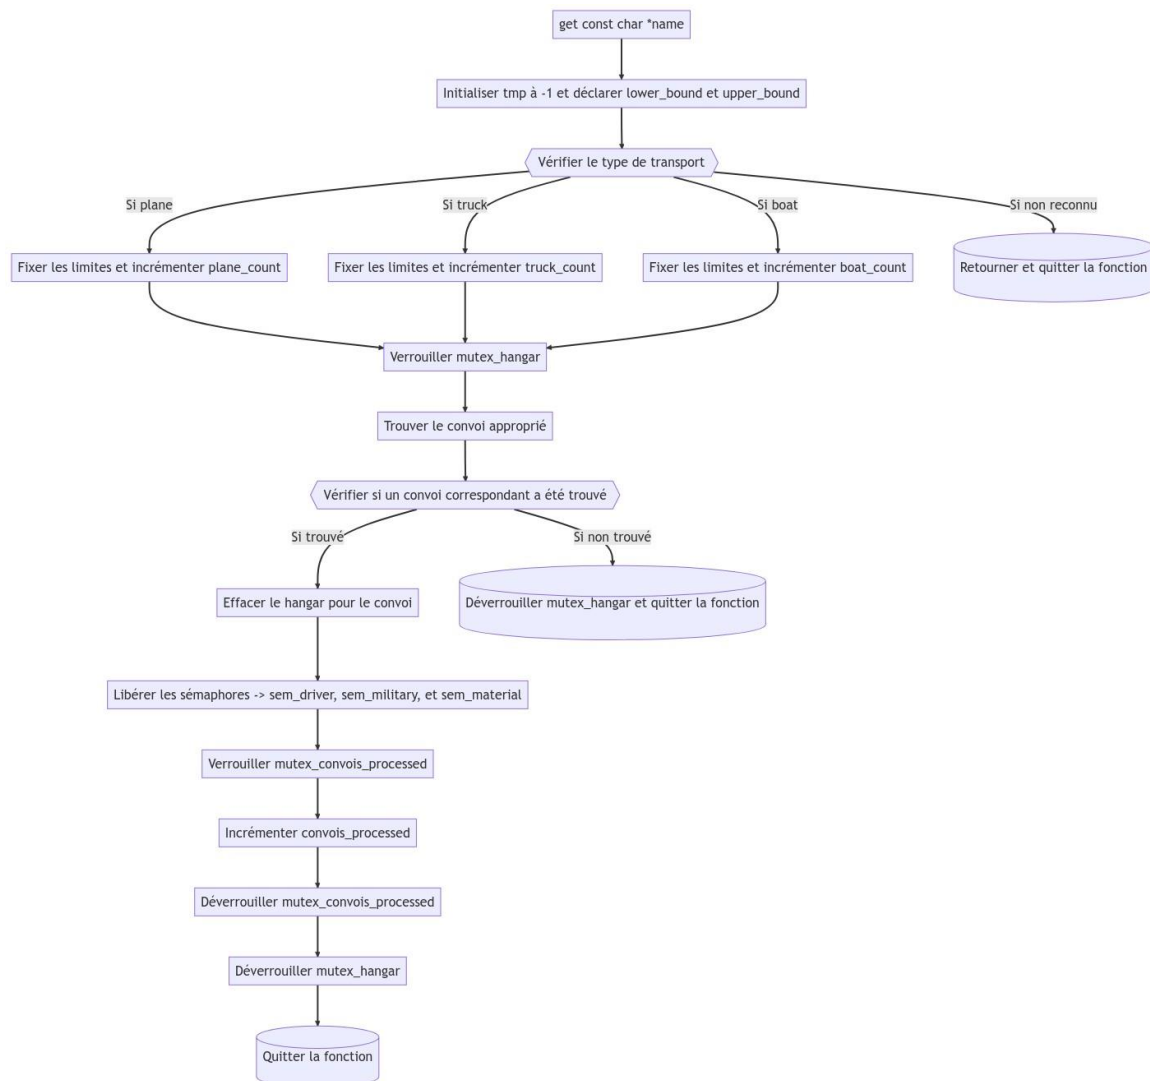 get const char *name
Initialiser tmp à -1 et déclarer lower_bound et upper_bound
Vérifier le type de transport
Si plane
Si truck
Si boat
Si non reconnu
Fixer les limites et incrémenter plane_count
Fixer les limites et incrémenter truck_count
Fixer les limites et incrémenter boat_count
Retourner et quitter la fonction
Verrouiller mutex_hangar
Trouver le convoi approprié
Vérifier si un convoi correspondant a été trouvé
Si trouvé
Si non trouvé
Effacer le hangar pour le convoi
Déverrouiller mutex_hangar et quitter la fonction
Libérer les sémaphores -> sem_driver, sem_military, et sem_material
Verrouiller mutex_convois_processed
Incrémenter convois_processed
Déverrouiller mutex_convois_processed
Déverrouiller mutex_hangar
Quitter la fonction